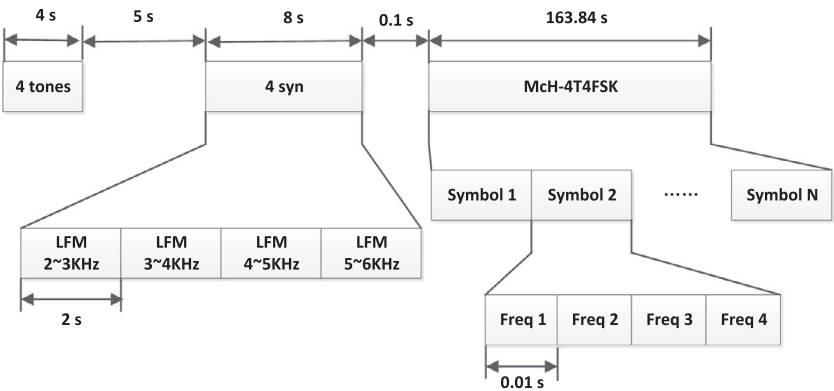 4 s
5 s
8 s
0.1 s
163.84 s
4 tones
4 syn
McH-4T4FSK
Symbol 1
Symbol 2
......
Symbol N
LFM
2~3KHz
LFM
3~4KHz
LFM
4~5KHz
LFM
5~6KHz
2 s
Freq 1
Freq 2
Freq 3
Freq 4
0.01 s